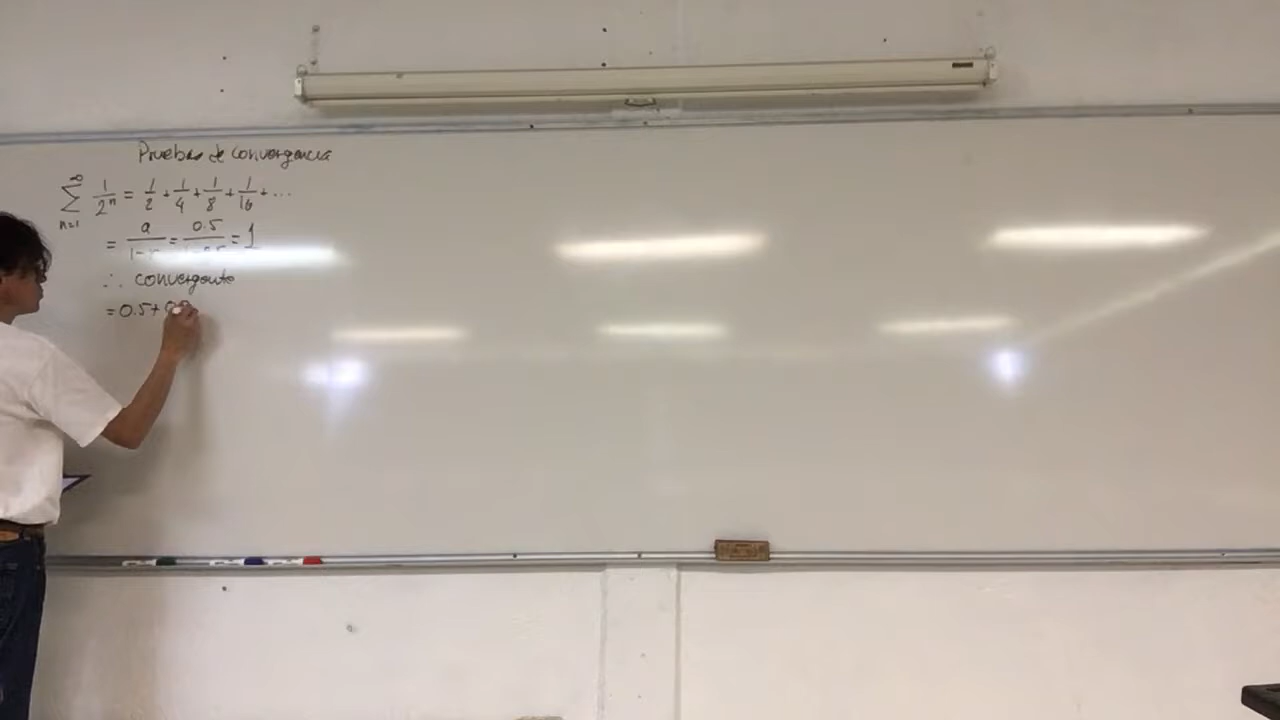 Pruebas de convergencia
∞ ∑ n=1 1/2ⁿ = 1/2 + 1/4 + 1/8 + 1/16 + ...
= a/1-r = 0.5/1-0.5 = 1
∴ convergente
= 0.5 + 0.